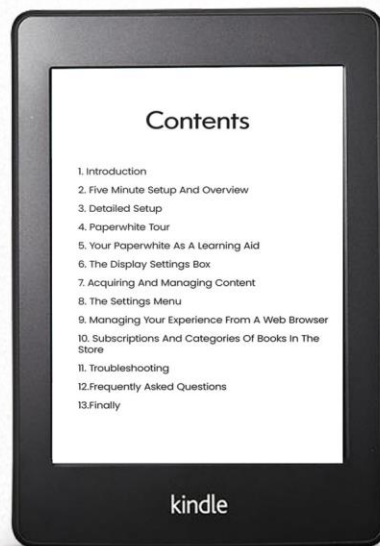 Contents
1. Introduction
2. Five Minute Setup And Overview
3. Detailed Setup
4. Paperwhite Tour
5. Your Paperwhite As A Learning Aid
6. The Display Settings Box
7. Acquiring And Managing Content
8. The Settings Menu
9. Managing Your Experience From A Web Browser
10. Subscriptions And Categories Of Books In The
Store
11. Troubleshooting
12.Frequently Asked Questions
13.Finally
kindle